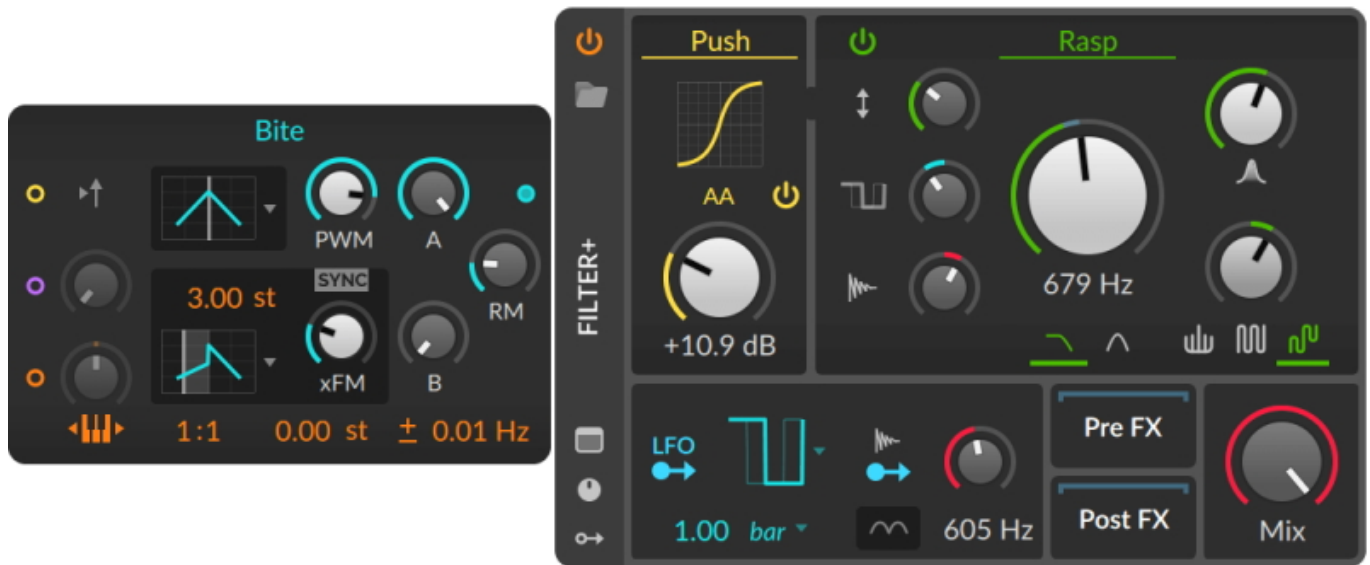 Bite
PWM
A
SYNC
3.00 st
RM
xFM
B
1:1
0.00 st
± 0.01 Hz
FILTER+
Push
AA
+10.9 dB
Rasp
679 Hz
LFO
1.00 bar
605 Hz
Pre FX
Post FX
Mix